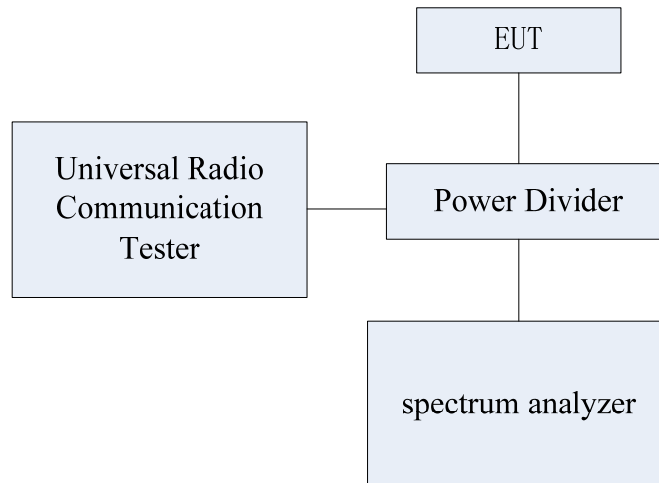 EUT
Universal Radio
Communication
Tester
Power Divider
spectrum analyzer